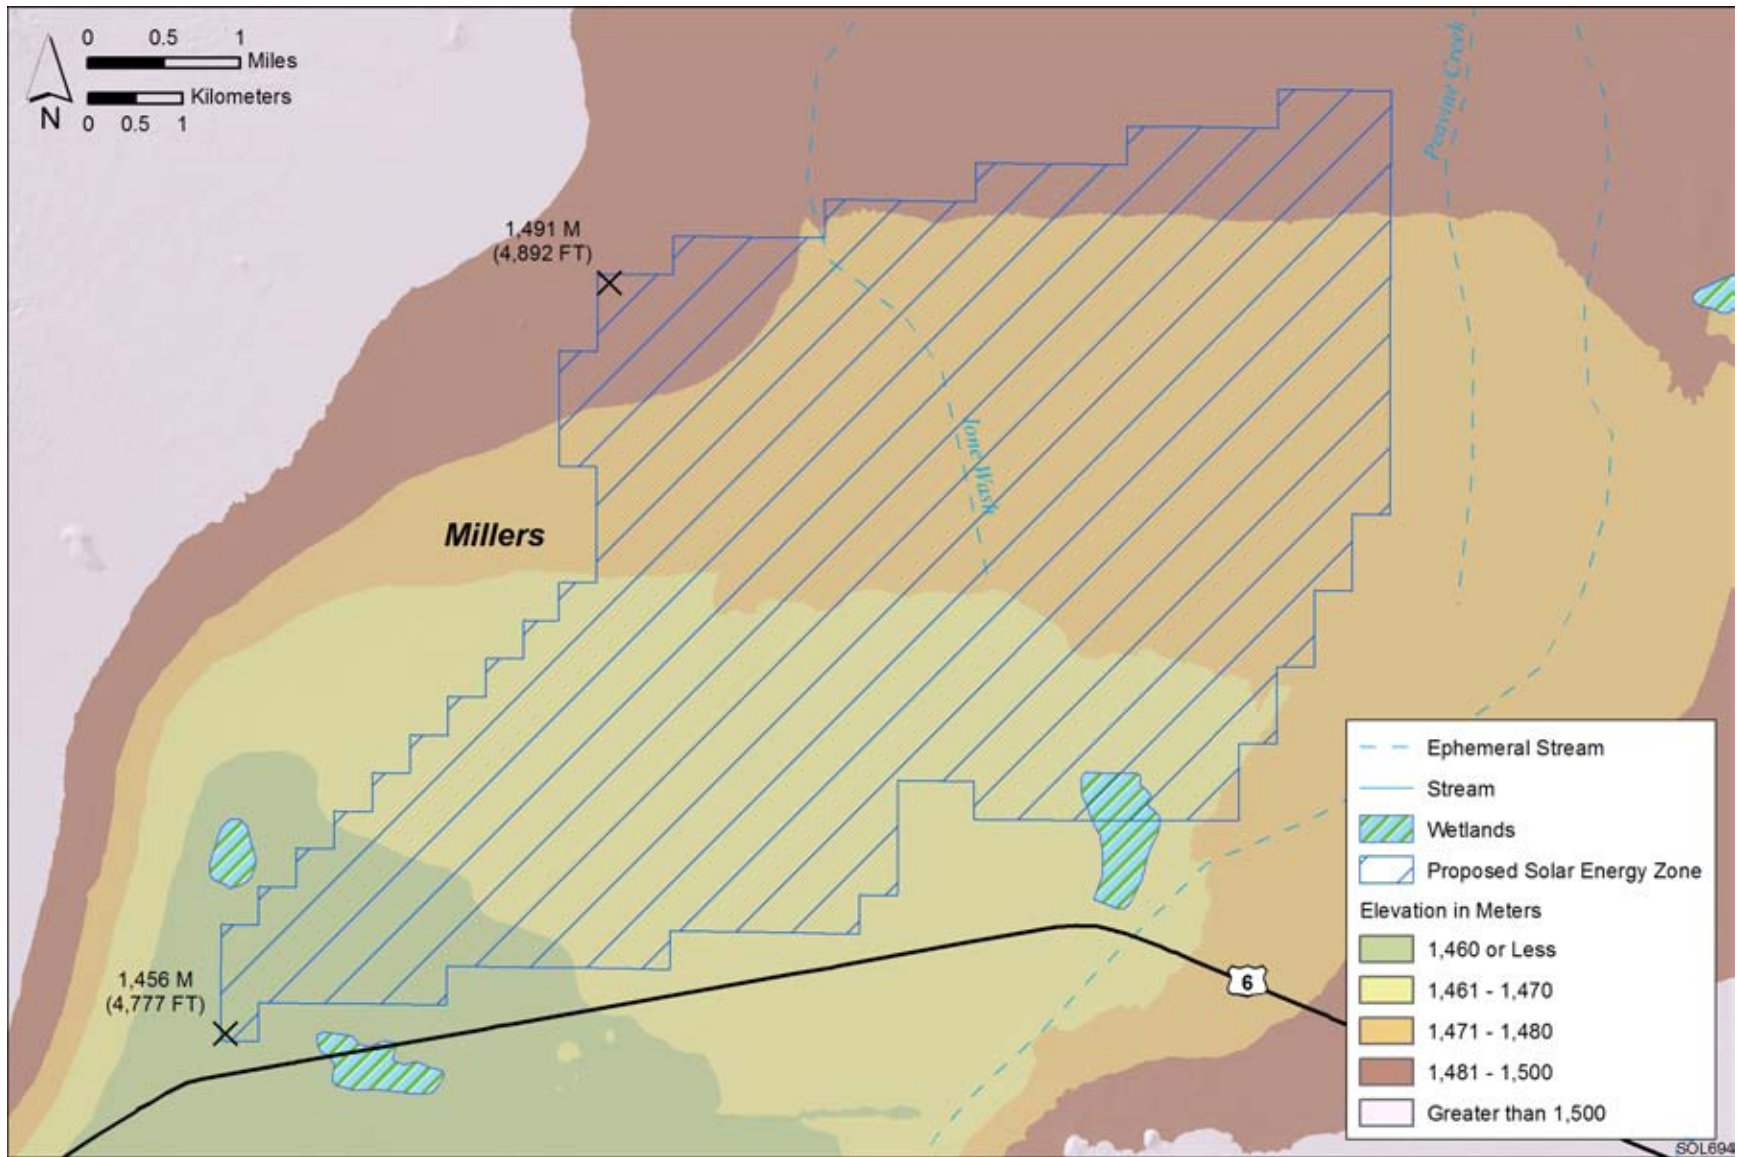 0 0.5 1
Miles
Kilometers
0 0.5 1
N
Peavine Creek
1,491 M
(4,892 FT)
Ione Wash
Millers
1,456 M
(4,777 FT)
6
Ephemeral Stream
Stream
Wetlands
Proposed Solar Energy Zone
Elevation in Meters
1,460 or Less
1,461 - 1,470
1,471 - 1,480
1,481 - 1,500
Greater than 1,500
SOL694